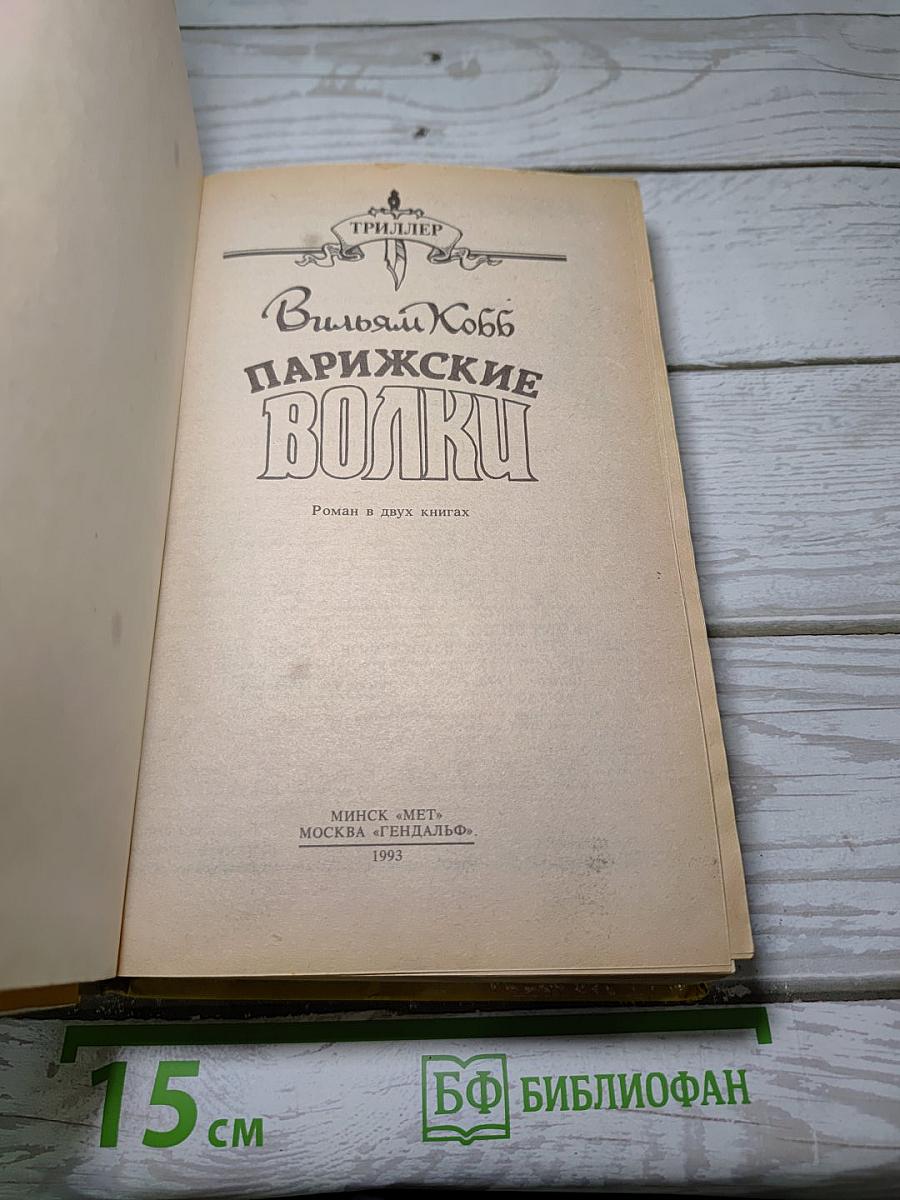 ТРИЛЛЕР
Вильям Кобб
ПАРИЖСКИЕ
ВОЛКИ
Роман в двух книгах
МИНСК «МЕТ»
МОСКВА «ГЕНДАЛЬФ».
1993
15 см
БФ БИБЛИОФАН